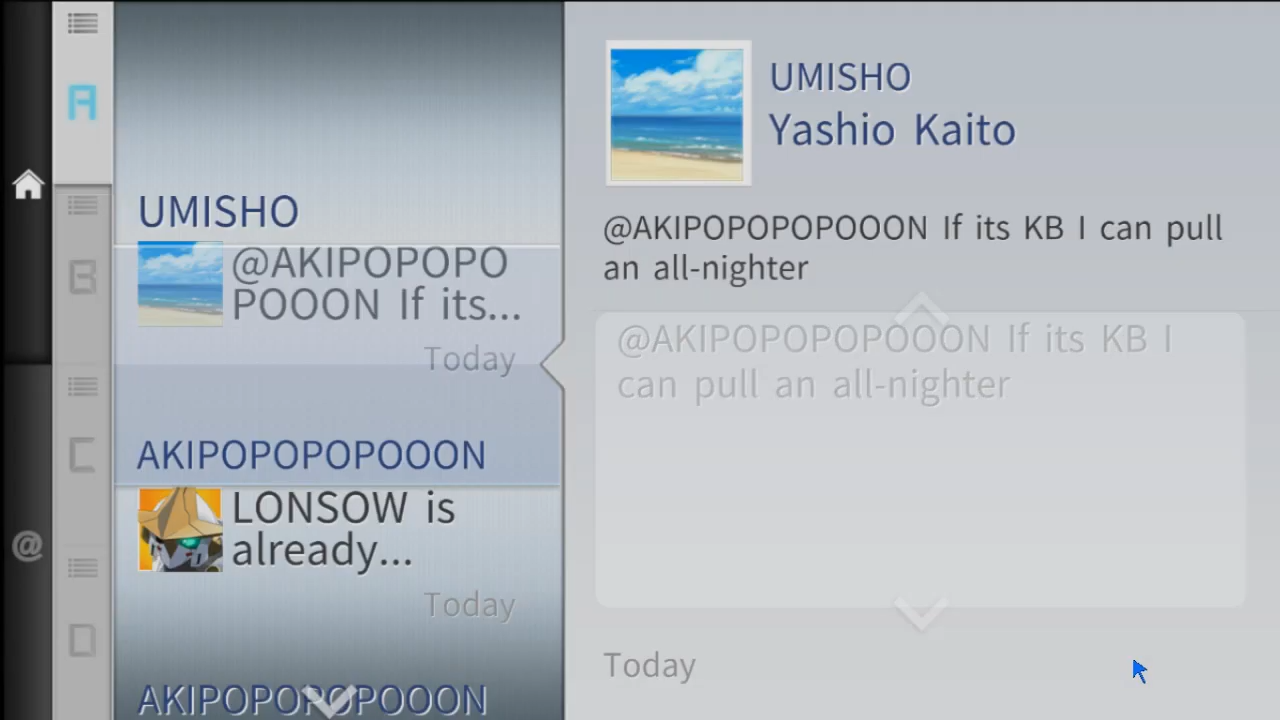 A
B
C
D
@
UMISHO
@AKIPOPOPO
POOON If its...
Today
AKIPOPOPOPOOON
LONSOW is
already...
Today
AKIPOPOPOPOOON
UMISHO
Yashio Kaito
@AKIPOPOPOPOOON If its KB I can pull
an all-nighter
@AKIPOPOPOPOOON If its KB I
can pull an all-nighter
Today